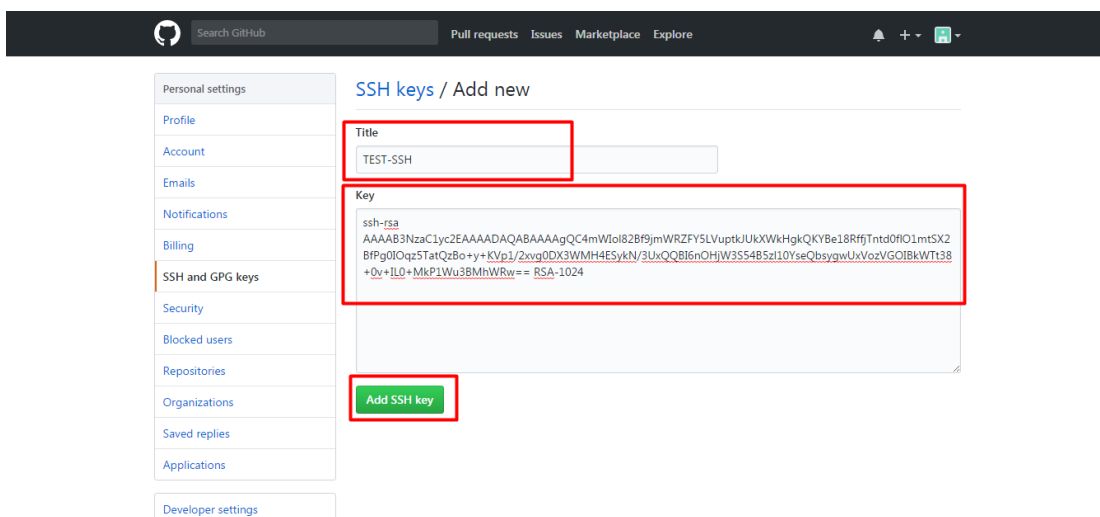 Search GitHub
Pull requests Issues Marketplace Explore
Personal settings
Profile
Account
Emails
Notifications
Billing
SSH and GPG keys
Security
Blocked users
Repositories
Organizations
Saved replies
Applications
Developer settings
SSH keys / Add new
Title
TEST-SSH
Key
ssh-rsa
AAAAB3NzaC1yc2EAAAADAQABAAAAgQC4mWIol82Bf9jmWRZFY5LVuptkJUkXWkHgkQKYBe18RffjTntd0flO1mtSX2
BfPg0IOqz5TatQzBo+y+KVp1/2xvg0DX3WMH4ESykN/3UxQQBI6nOHjW3S54B5zl10YseQbsygwUxVozVGOIBkWTt38
+0v+IL0+MkP1Wu3BMhWRw== RSA-1024
Add SSH key